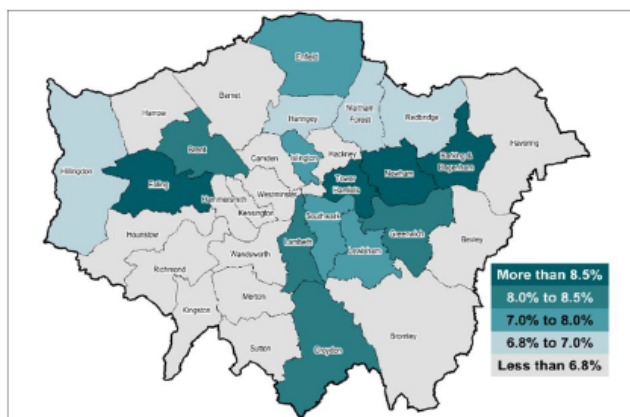 Enfield
Barnet
Harrow
Haringey
Waltham
Forest
Redbridge
Havering
Hillingdon
Brent
Camden
Islington
Hackney
Barking &
Dagenham
Newham
Tower
Hamlets
Ealing
Westminster
Hammersmith
Kensington
Southwark
Greenwich
Hounslow
Lambeth
Lewisham
Bexley
Wandsworth
Richmond
Merton
Kingston
Sutton
Croydon
Bromley
More than 8.5%
8.0% to 8.5%
7.0% to 8.0%
6.8% to 7.0%
Less than 6.8%